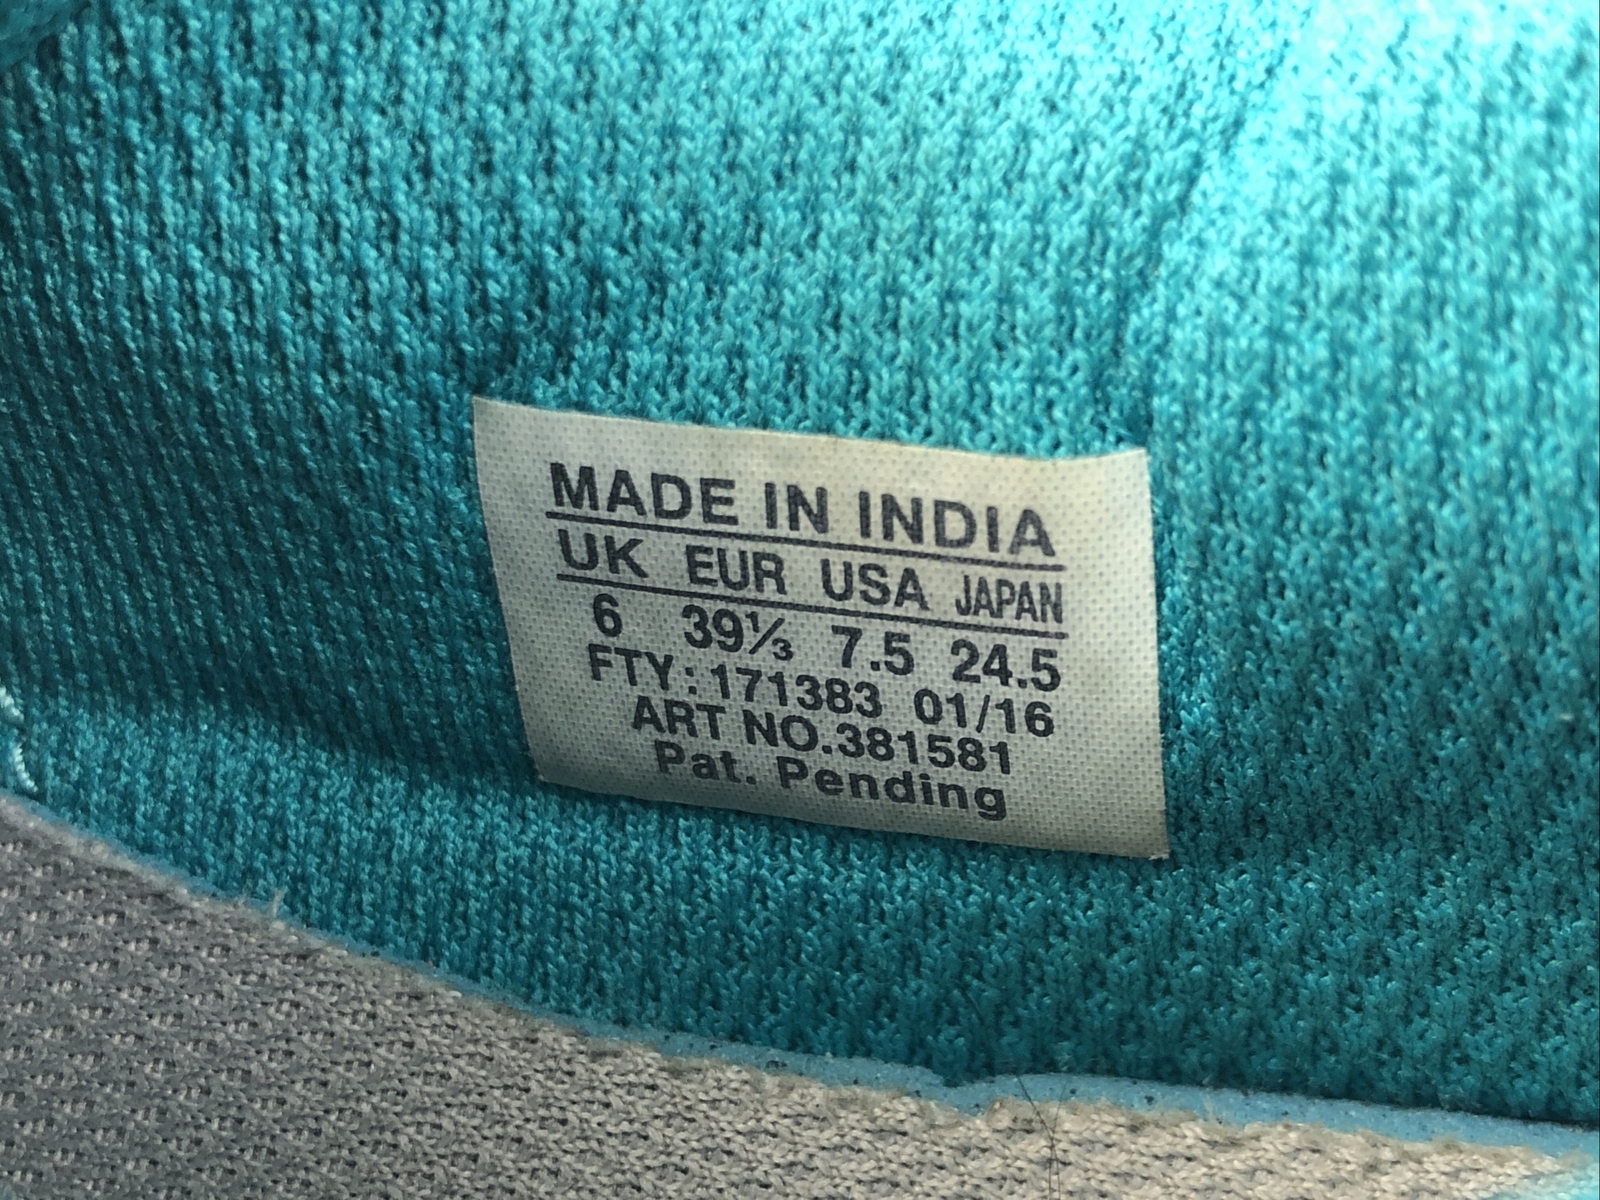 MADE IN INDIA
UK EUR USA JAPAN
6 39⅓ 7.5 24.5
FTY: 171383 01/16
ART NO.381581
Pat. Pending